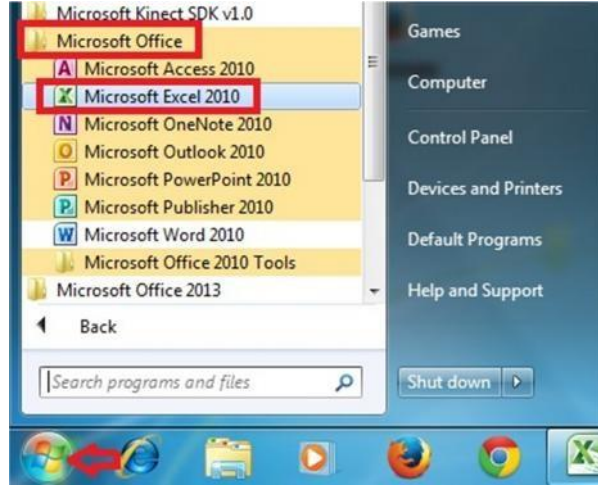 Microsoft Kinect SDK v1.0
Microsoft Office
Microsoft Access 2010
Microsoft Excel 2010
Microsoft OneNote 2010
Microsoft Outlook 2010
Microsoft PowerPoint 2010
Microsoft Publisher 2010
Microsoft Word 2010
Microsoft Office 2010 Tools
Microsoft Office 2013
Back
Search programs and files
Games
Computer
Control Panel
Devices and Printers
Default Programs
Help and Support
Shut down